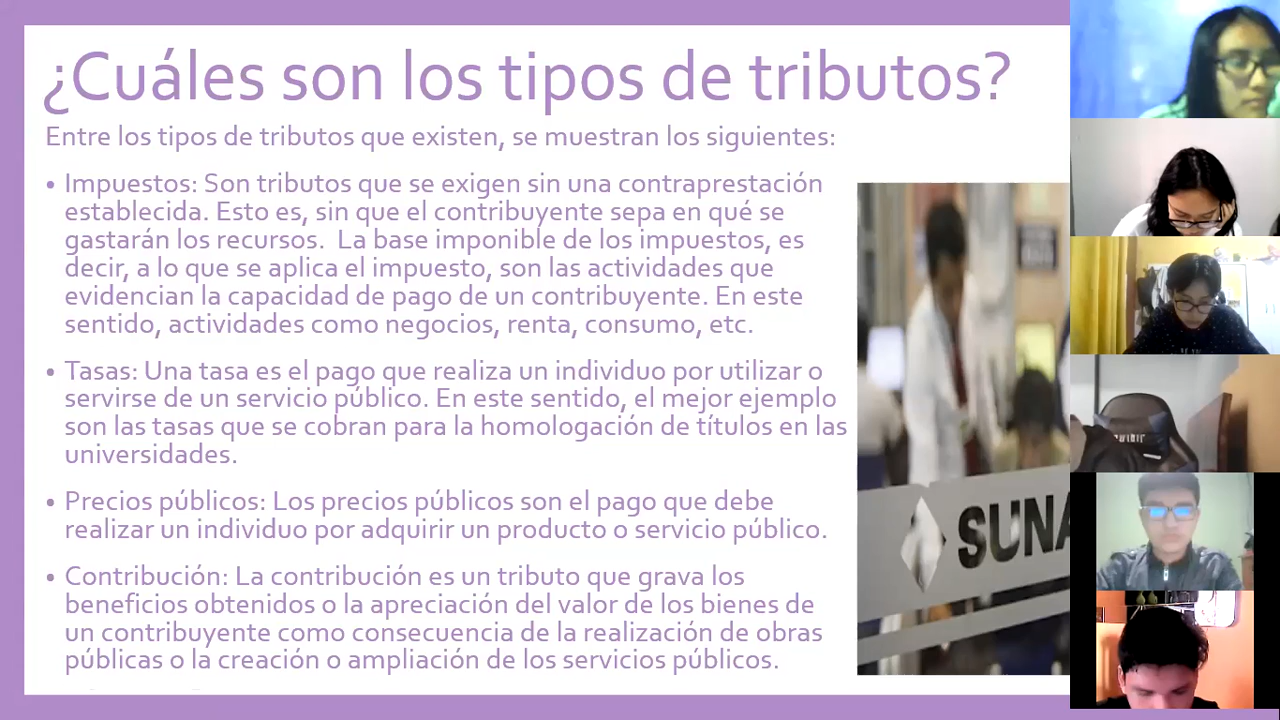 ¿Cuáles son los tipos de tributos?
Entre los tipos de tributos que existen, se muestran los siguientes:
• Impuestos: Son tributos que se exigen sin una contraprestación
establecida. Esto es, sin que el contribuyente sepa en qué se
gastarán los recursos. La base imponible de los impuestos, es
decir, a lo que se aplica el impuesto, son las actividades que
evidencian la capacidad de pago de un contribuyente. En este
sentido, actividades como negocios, renta, consumo, etc.
• Tasas: Una tasa es el pago que realiza un individuo por utilizar o
servirse de un servicio público. En este sentido, el mejor ejemplo
son las tasas que se cobran para la homologación de títulos en las
universidades.
• Precios públicos: Los precios públicos son el pago que debe
realizar un individuo por adquirir un producto o servicio público.
• Contribución: La contribución es un tributo que grava los
beneficios obtenidos o la apreciación del valor de los bienes de
un contribuyente como consecuencia de la realización de obras
públicas o la creación o ampliación de los servicios públicos.
SUNA